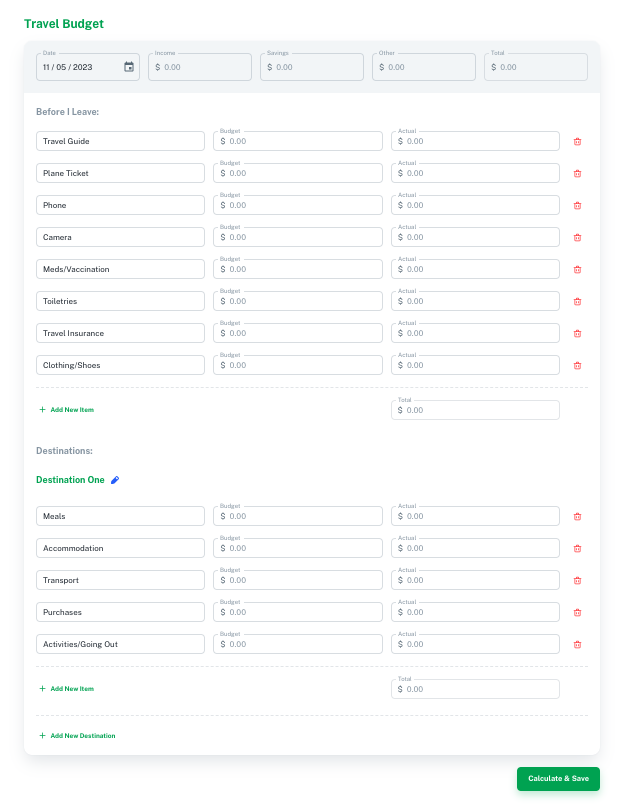 Travel Budget
Date Income Savings Other Total
11 / 05 / 2023 $ 0.00 $ 0.00 $ 0.00 $ 0.00
Before I Leave:
Budget Actual
Travel Guide $ 0.00 $ 0.00
Budget Actual
Plane Ticket $ 0.00 $ 0.00
Budget Actual
Phone $ 0.00 $ 0.00
Budget Actual
Camera $ 0.00 $ 0.00
Budget Actual
Meds/Vaccination $ 0.00 $ 0.00
Budget Actual
Toiletries $ 0.00 $ 0.00
Budget Actual
Travel Insurance $ 0.00 $ 0.00
Budget Actual
Clothing/Shoes $ 0.00 $ 0.00
Total
+ Add New Item $ 0.00
Destinations:
Destination One
Budget Actual
Meals $ 0.00 $ 0.00
Budget Actual
Accommodation $ 0.00 $ 0.00
Budget Actual
Transport $ 0.00 $ 0.00
Budget Actual
Purchases $ 0.00 $ 0.00
Budget Actual
Activities/Going Out $ 0.00 $ 0.00
Total
+ Add New Item $ 0.00
+ Add New Destination
Calculate & Save